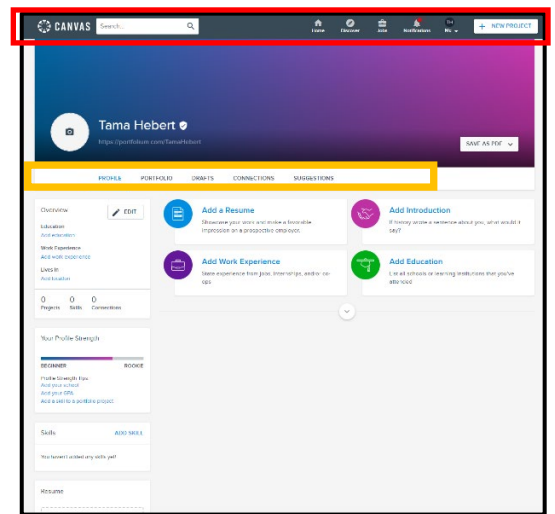 CANVAS Search... Home Discover Jobs Notifications Me + NEW PROJECT
TH
Tama Hebert
https://portfolium.com/TamaHebert
SAVE AS PDF
PROFILE PORTFOLIO DRAFTS CONNECTIONS SUGGESTIONS
Overview EDIT
Education
Add education
Work Experience
Add work experience
Lives In
Add location
0 0 0
Projects Skills Connections
Add a Resume
Showcase your work and make a favorable
impression on a prospective employer.
Add Introduction
If history wrote a sentence about you, what would it
say?
Add Work Experience
State experience from jobs, internships, and/or co-
ops
Add Education
List all schools or learning institutions that you've
attended
Your Profile Strength
BEGINNER ROOKIE
Profile Strength Tips:
Add your school
Add your GPA
Add a skill to a portfolio project
Skills ADD SKILL
You haven't added any skills yet!
Resume